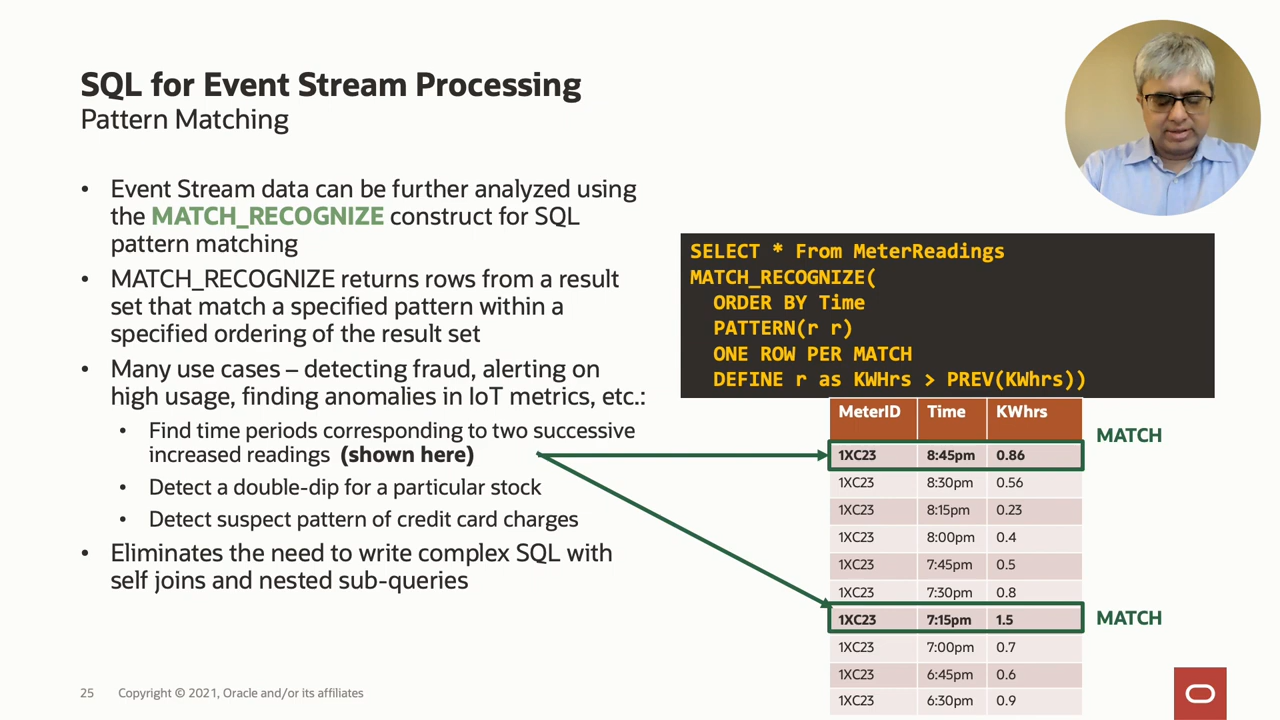 SQL for Event Stream Processing
Pattern Matching
• Event Stream data can be further analyzed using
the MATCH_RECOGNIZE construct for SQL
pattern matching
• MATCH_RECOGNIZE returns rows from a result
set that match a specified pattern within a
specified ordering of the result set
• Many use cases – detecting fraud, alerting on
high usage, finding anomalies in IoT metrics, etc.:
• Find time periods corresponding to two successive
increased readings (shown here)
• Detect a double-dip for a particular stock
• Detect suspect pattern of credit card charges
• Eliminates the need to write complex SQL with
self joins and nested sub-queries
SELECT * From MeterReadings
MATCH_RECOGNIZE(
ORDER BY Time
PATTERN(r r)
ONE ROW PER MATCH
DEFINE r as KWHrs > PREV(KWhrs))
MeterID Time KWhrs
1XC23 8:45pm 0.86
MATCH
1XC23 8:30pm 0.56
1XC23 8:15pm 0.23
1XC23 8:00pm 0.4
1XC23 7:45pm 0.5
1XC23 7:30pm 0.8
1XC23 7:15pm 1.5
MATCH
1XC23 7:00pm 0.7
1XC23 6:45pm 0.6
1XC23 6:30pm 0.9
25 Copyright © 2021, Oracle and/or its affiliates